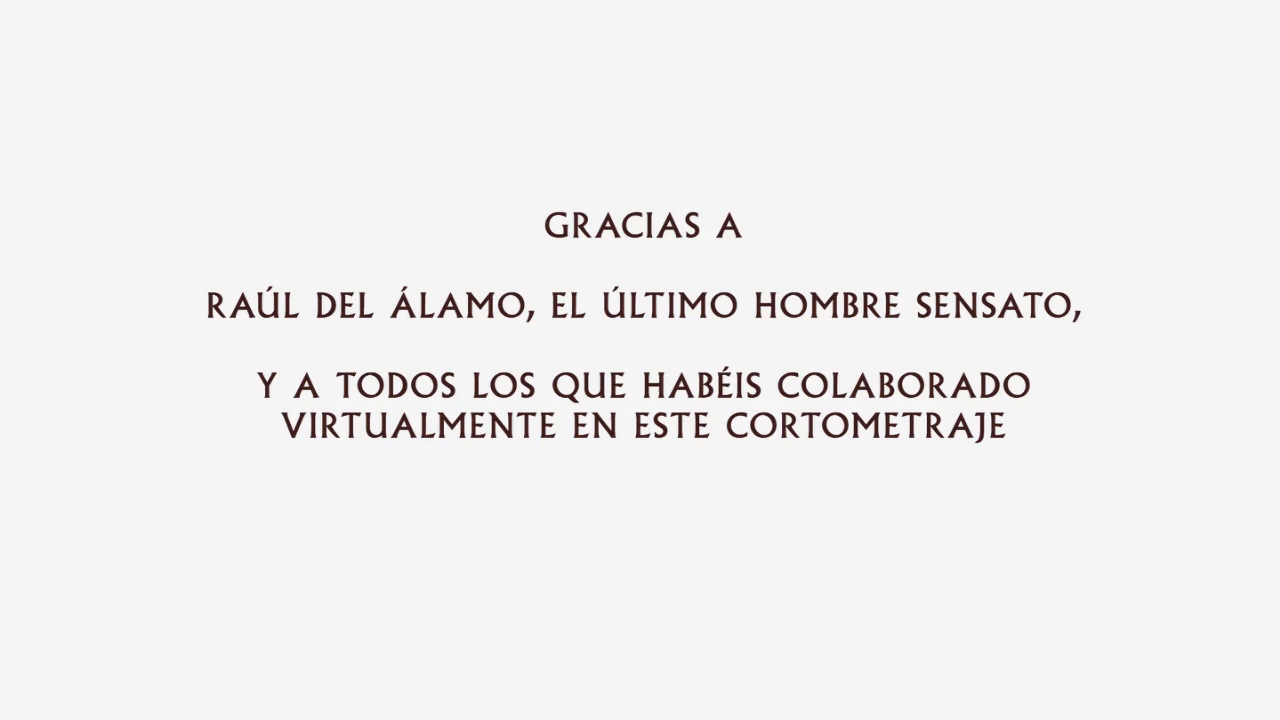 GRACIAS A
RAÚL DEL ÁLAMO, EL ÚLTIMO HOMBRE SENSATO,
Y A TODOS LOS QUE HABÉIS COLABORADO
VIRTUALMENTE EN ESTE CORTOMETRAJE